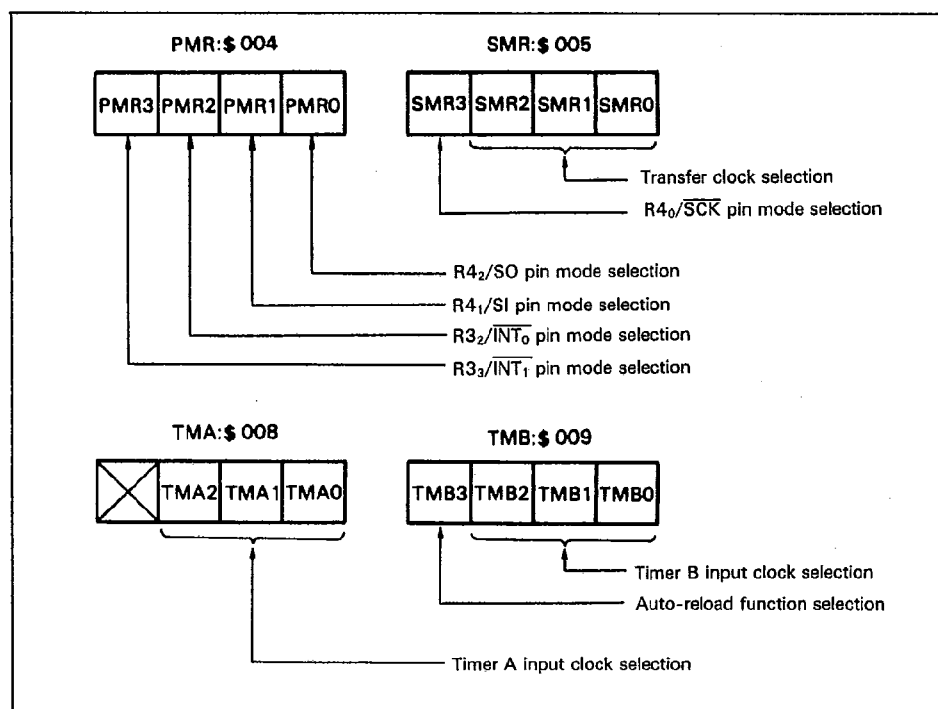 PMR:$ 004
PMR3 PMR2 PMR1 PMR0
SMR:$ 005
SMR3 SMR2 SMR1 SMR0
Transfer clock selection
R4₀/S̅C̅K̅ pin mode selection
R4₂/SO pin mode selection
R4₁/SI pin mode selection
R3₂/I̅N̅T̅₀ pin mode selection
R3₃/I̅N̅T̅₁ pin mode selection
TMA:$ 008
TMA2 TMA1 TMA0
TMB:$ 009
TMB3 TMB2 TMB1 TMB0
Timer B input clock selection
Auto-reload function selection
Timer A input clock selection